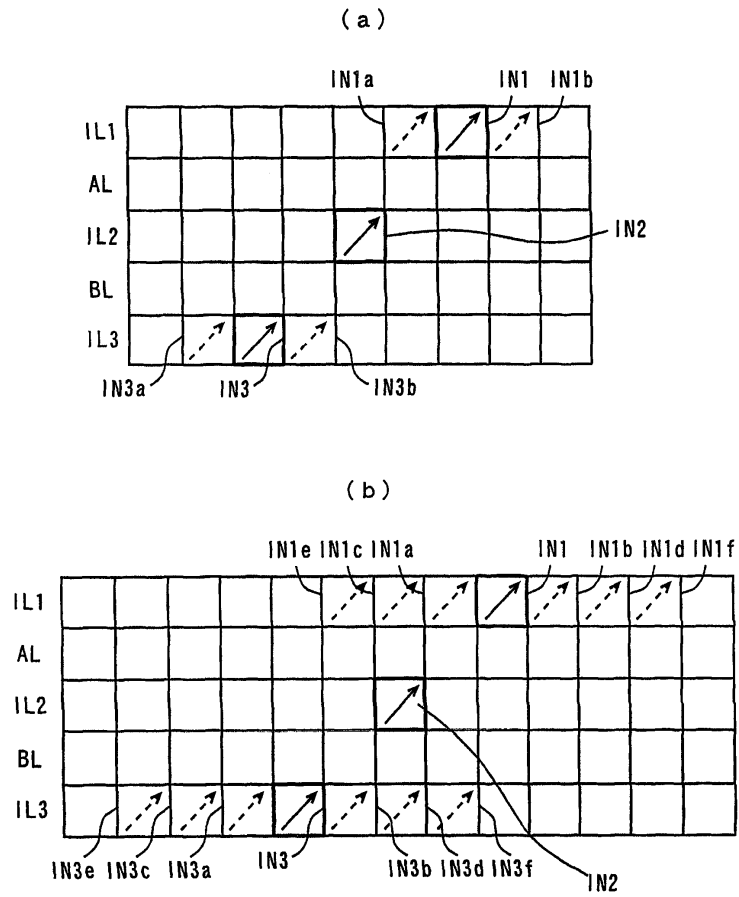 (a)
IN1a IN1 IN1b
IL1
AL
IL2 IN2
BL
IL3
IN3a IN3 IN3b
(b)
IN1e IN1c IN1a IN1 IN1b IN1d IN1f
IL1
AL
IL2
BL
IL3
IN3e IN3c IN3a IN3 IN3b IN3d IN3f
IN2